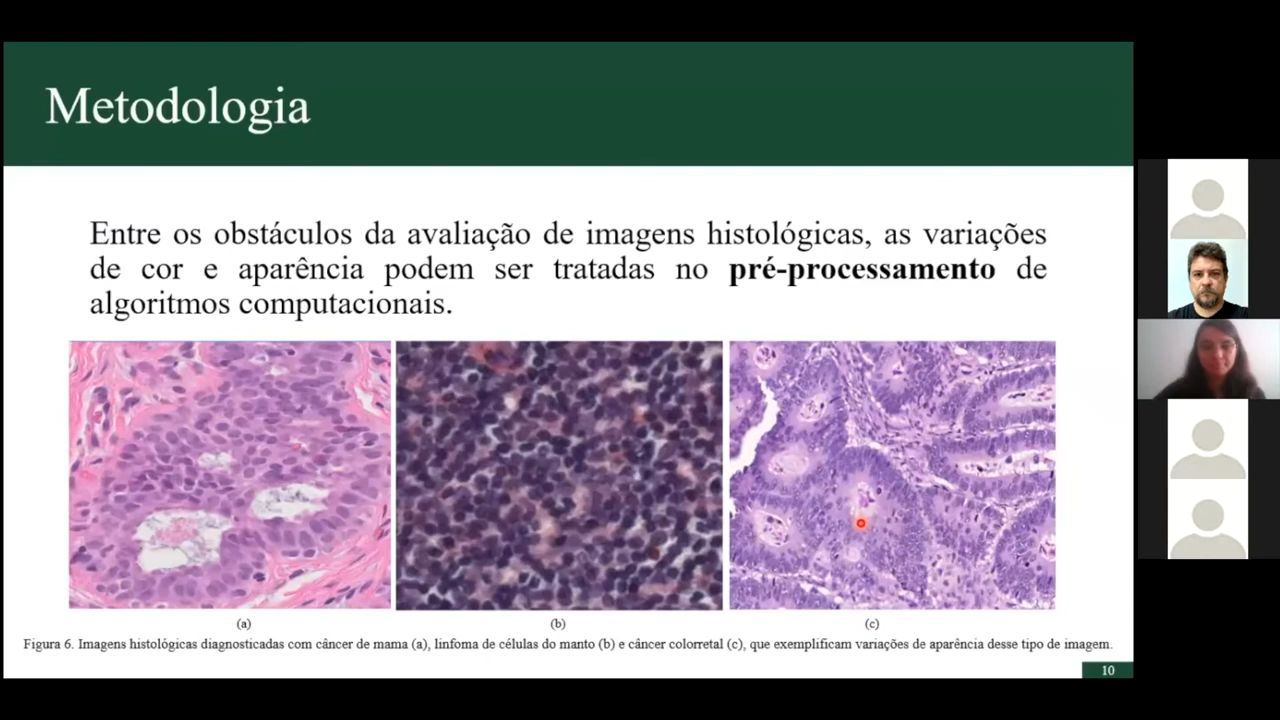 Metodologia
Entre os obstáculos da avaliação de imagens histológicas, as variações
de cor e aparência podem ser tratadas no pré-processamento de
algoritmos computacionais.
(a) (b) (c)
Figura 6. Imagens histológicas diagnosticadas com câncer de mama (a), linfoma de células do manto (b) e câncer colorretal (c), que exemplificam variações de aparência desse tipo de imagem.
10